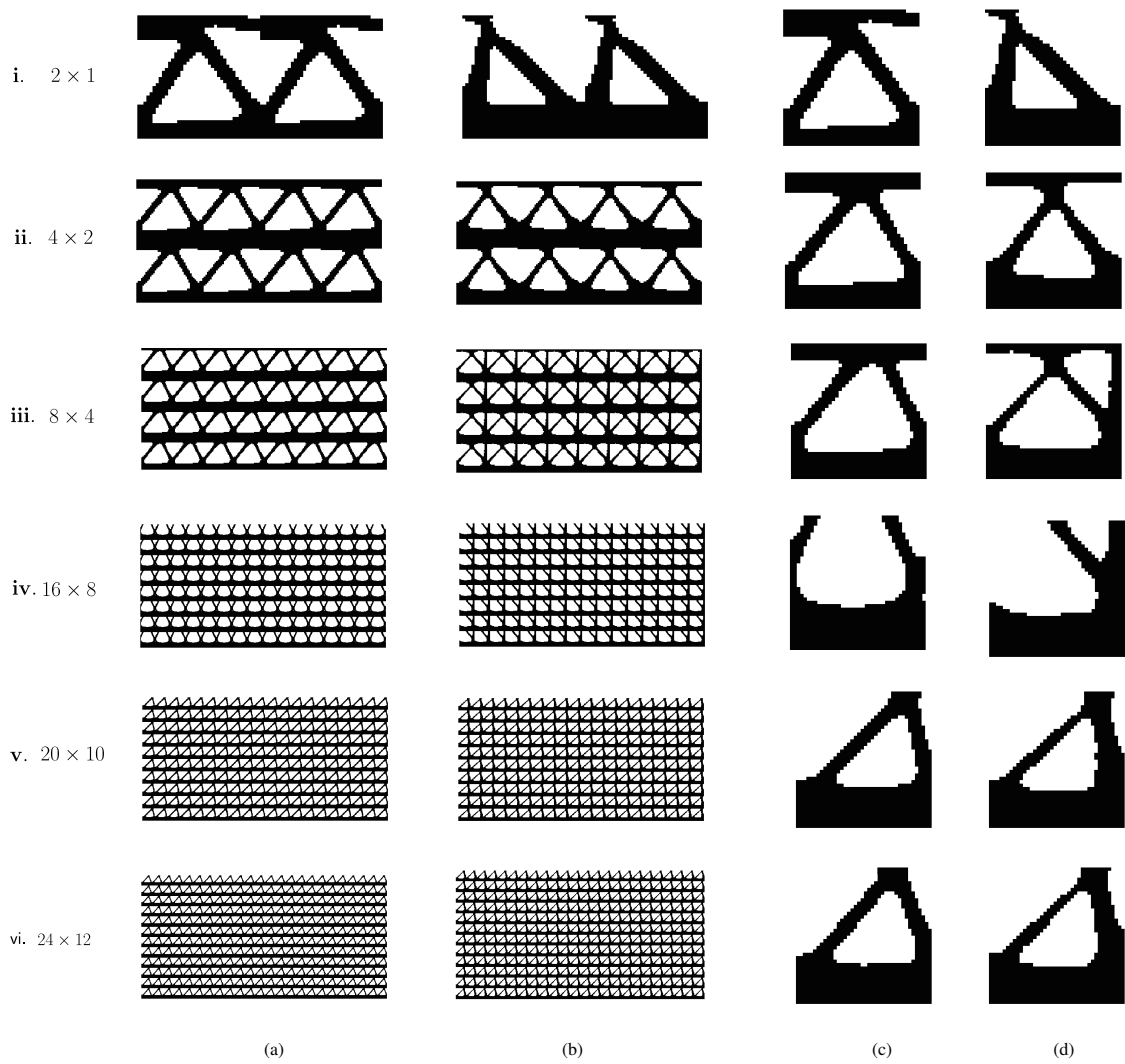 i. 2 × 1
ii. 4 × 2
iii. 8 × 4
iv. 16 × 8
v. 20 × 10
vi. 24 × 12
(a) (b) (c) (d)